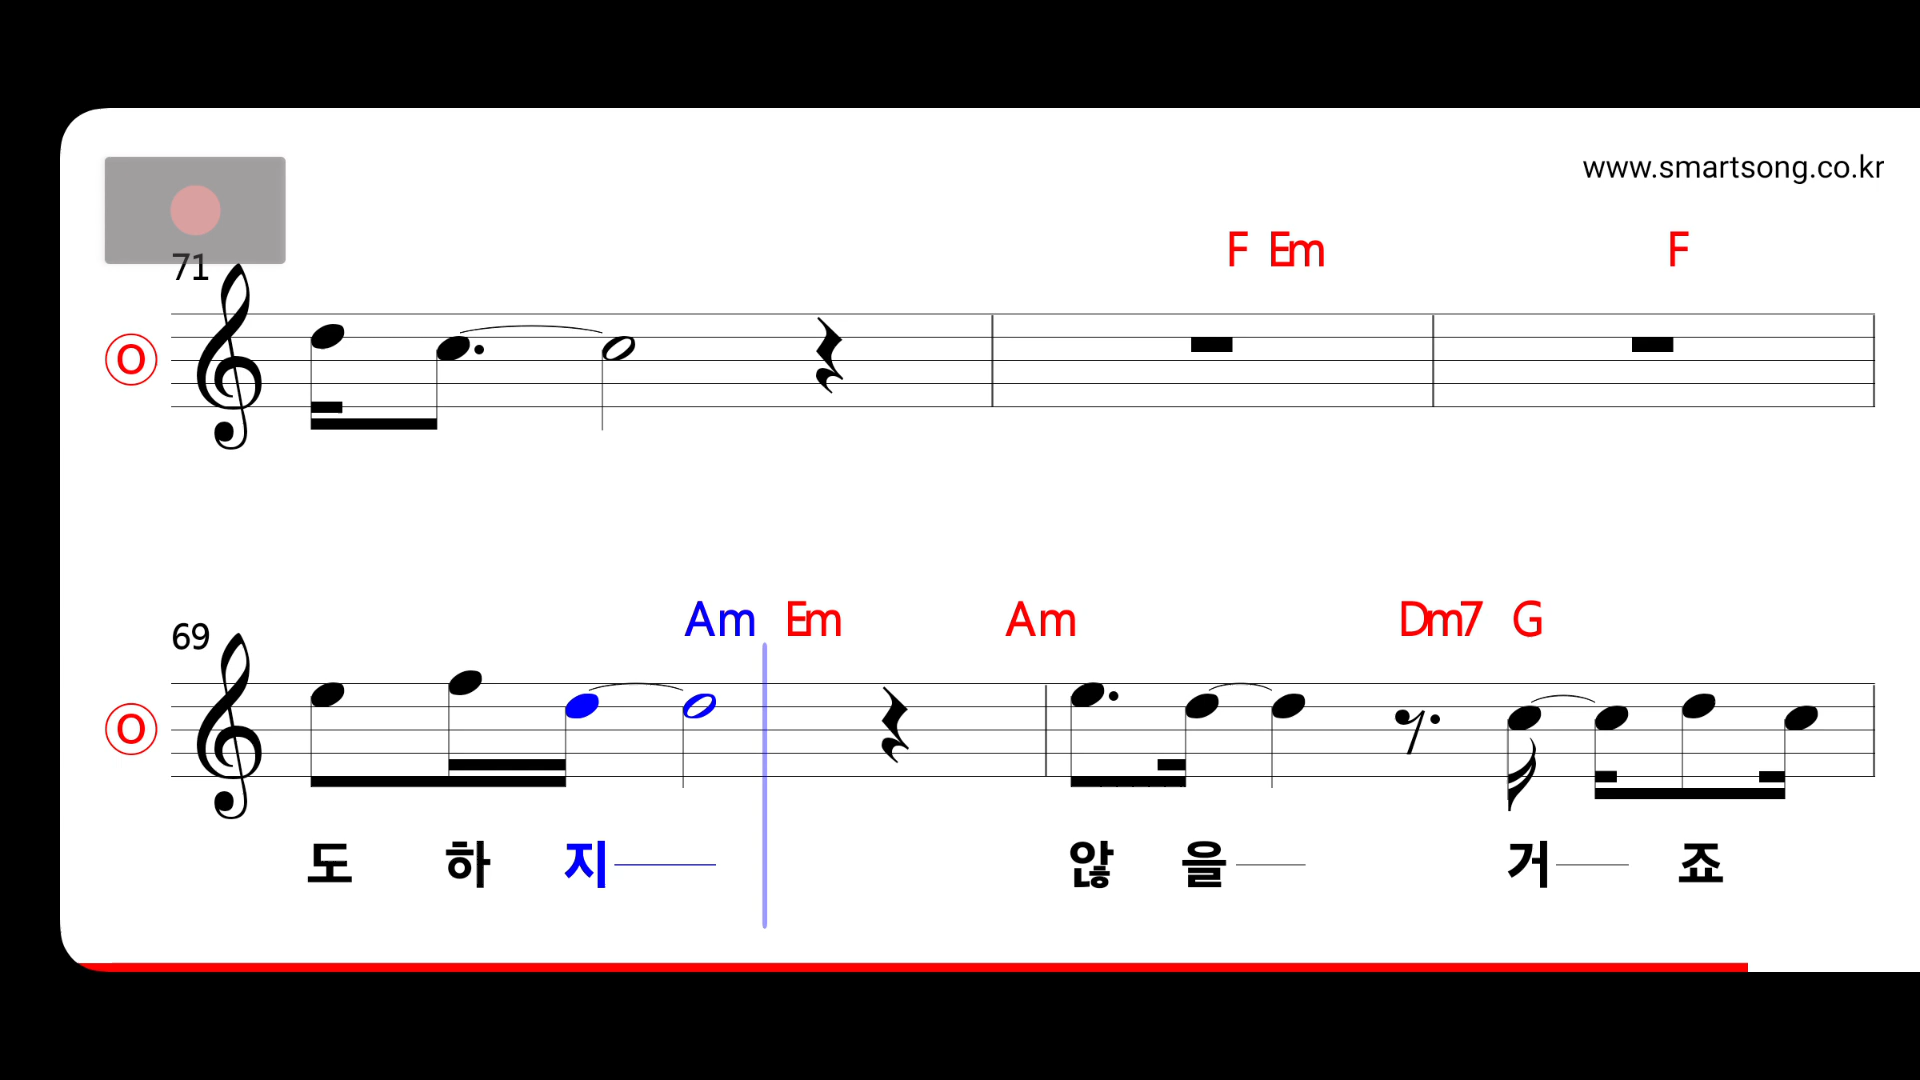 www.smartsong.co.kr
71 F Em F
O
69 Am Em Am Dm7 G
O
도 하 지 않 을 거 죠